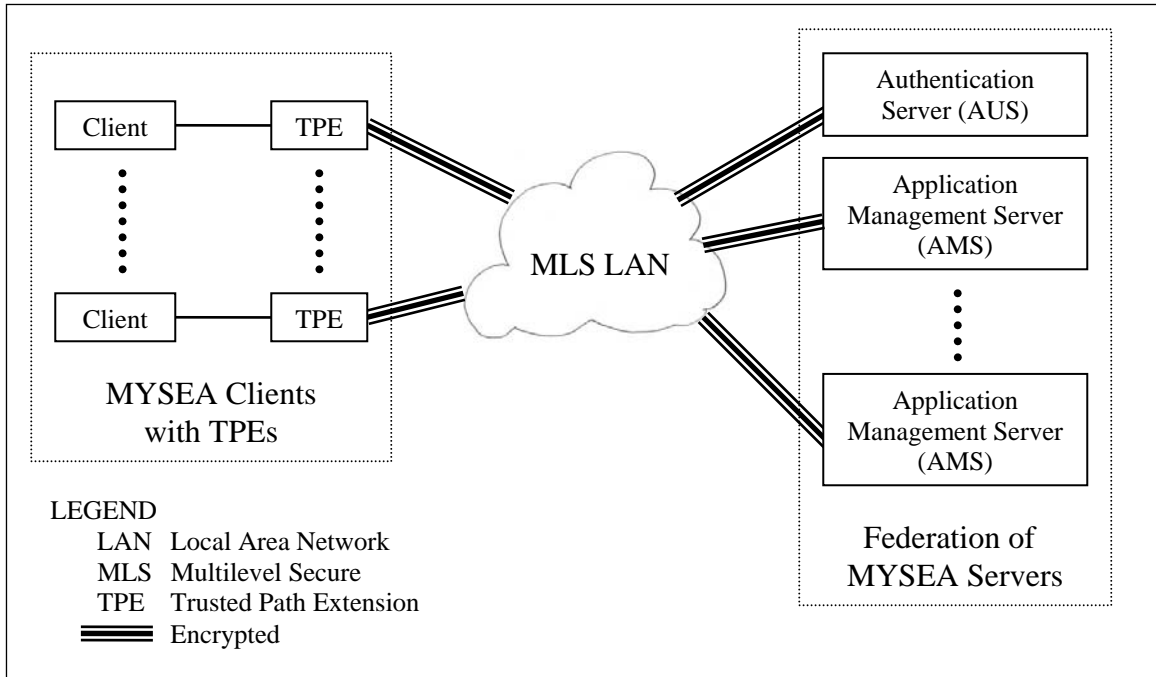 Client
TPE
Client
TPE
MYSEA Clients
with TPEs
MLS LAN
Authentication
Server (AUS)
Application
Management Server
(AMS)
Application
Management Server
(AMS)
Federation of
MYSEA Servers
LEGEND
LAN Local Area Network
MLS Multilevel Secure
TPE Trusted Path Extension
Encrypted